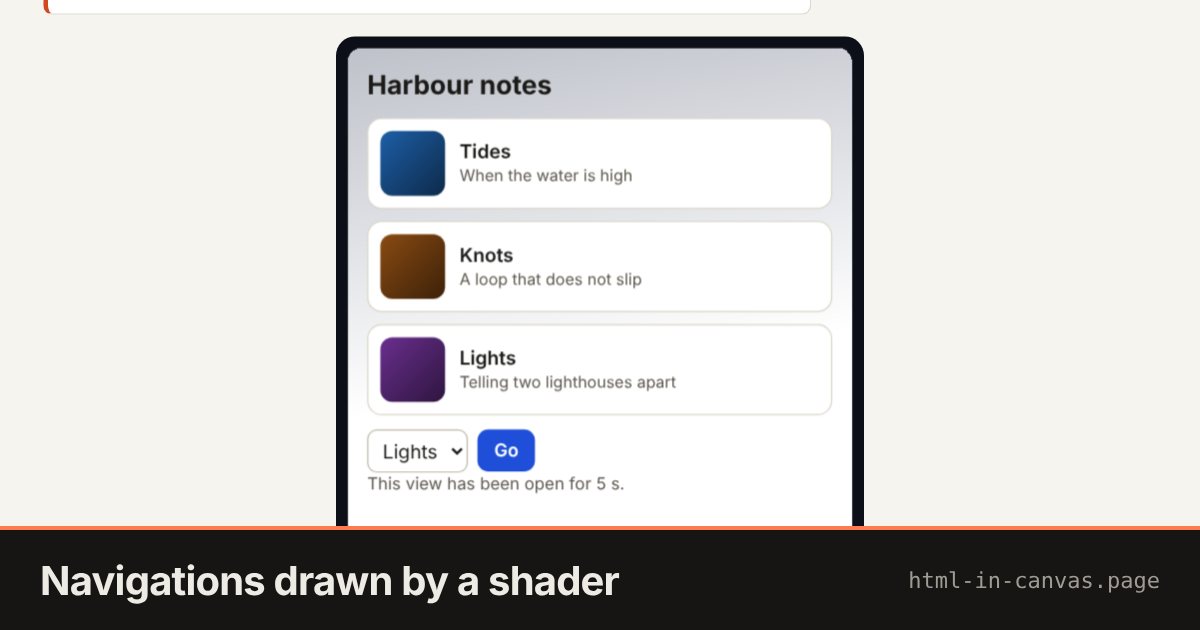 Harbour notes
Tides
When the water is high
Knots
A loop that does not slip
Lights
Telling two lighthouses apart
Lights Go
This view has been open for 5 s.
Navigations drawn by a shader
html-in-canvas.page